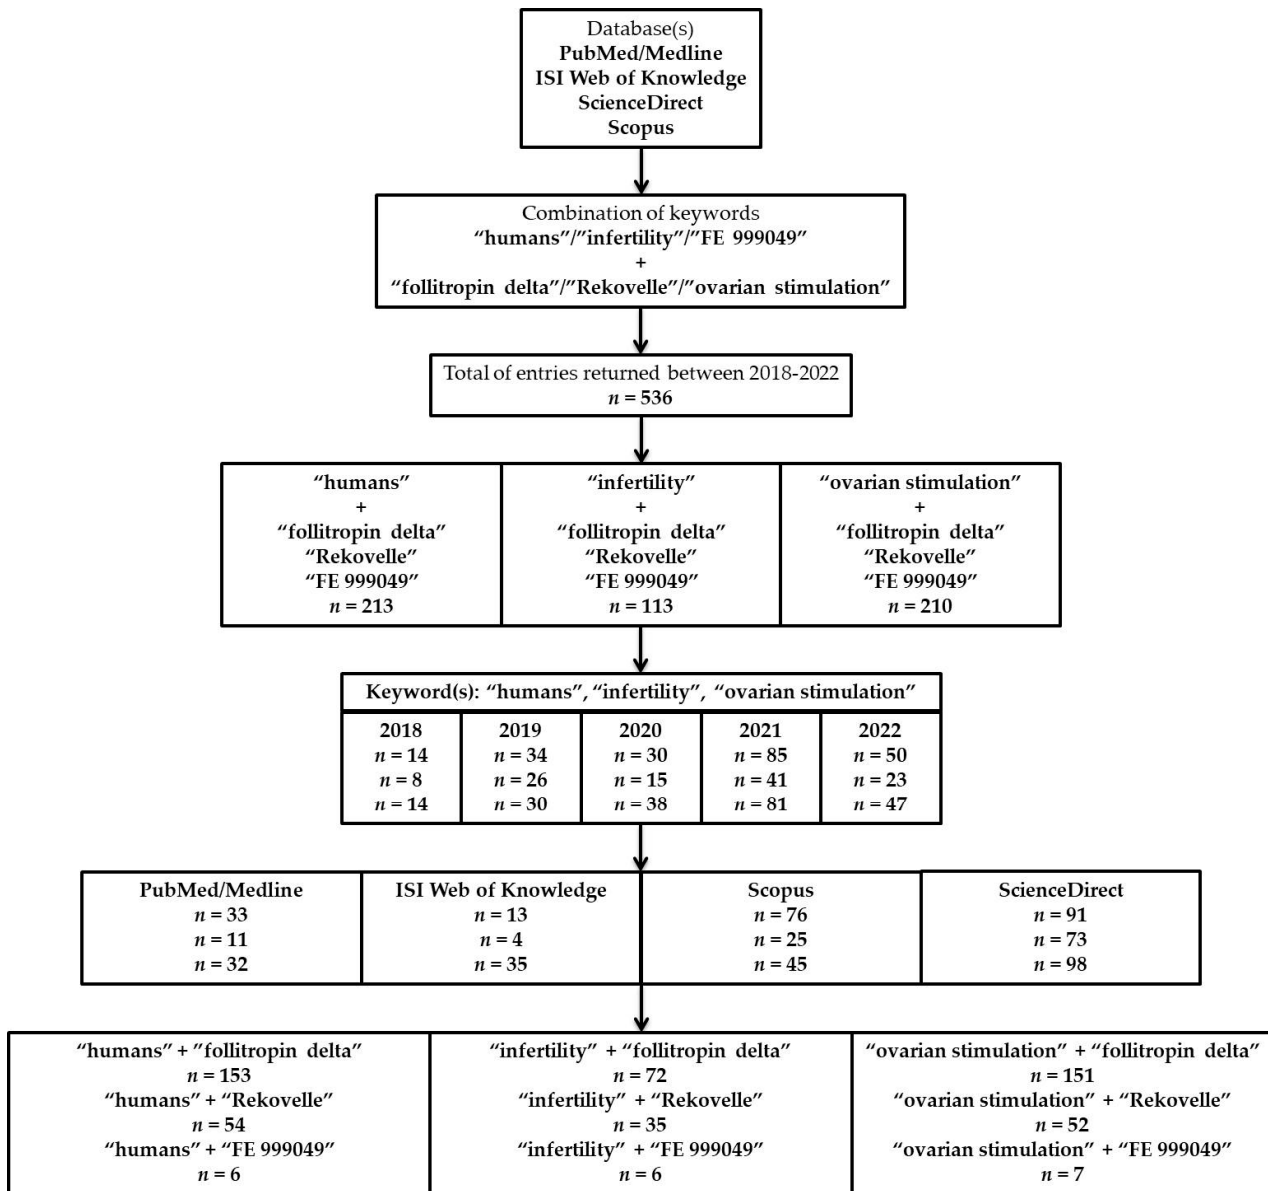 Database(s)
PubMed/Medline
ISI Web of Knowledge
ScienceDirect
Scopus
Combination of keywords
“humans”/”infertility”/”FE 999049”
+
“follitropin delta”/”Rekovelle”/”ovarian stimulation”
Total of entries returned between 2018-2022
n = 536
“humans”
+
“follitropin delta”
“Rekovelle”
“FE 999049”
n = 213
“infertility”
+
“follitropin delta”
“Rekovelle”
“FE 999049”
n = 113
“ovarian stimulation”
+
“follitropin delta”
“Rekovelle”
“FE 999049”
n = 210
Keyword(s): “humans”, “infertility”, “ovarian stimulation”
2018
n = 14
n = 8
n = 14
2019
n = 34
n = 26
n = 30
2020
n = 30
n = 15
n = 38
2021
n = 85
n = 41
n = 81
2022
n = 50
n = 23
n = 47
PubMed/Medline
n = 33
n = 11
n = 32
ISI Web of Knowledge
n = 13
n = 4
n = 35
Scopus
n = 76
n = 25
n = 45
ScienceDirect
n = 91
n = 73
n = 98
“humans” + ”follitropin delta”
n = 153
“humans” + “Rekovelle”
n = 54
“humans” + “FE 999049”
n = 6
“infertility” + “follitropin delta”
n = 72
“infertility” + “Rekovelle”
n = 35
“infertility” + “FE 999049”
n = 6
“ovarian stimulation” + “follitropin delta”
n = 151
“ovarian stimulation” + “Rekovelle”
n = 52
“ovarian stimulation” + “FE 999049”
n = 7